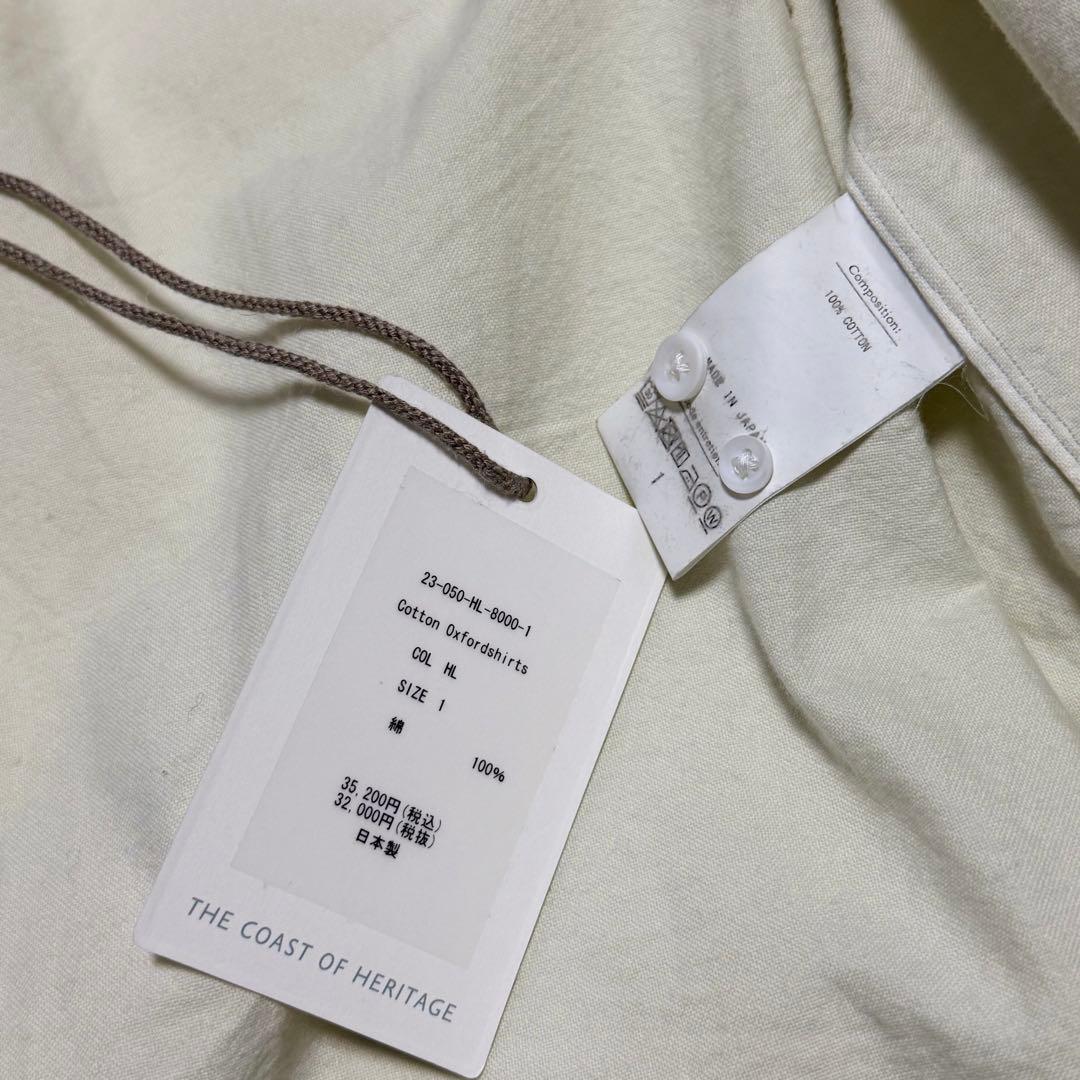 23-050-HL-8000-1
Cotton Oxfordshirts
COL HL
SIZE 1
綿
100%
35,200円(税込)
32,000円(税抜)
日本製
THE COAST OF HERITAGE
Composition:
100% COTTON
MADE IN JAPAN
1